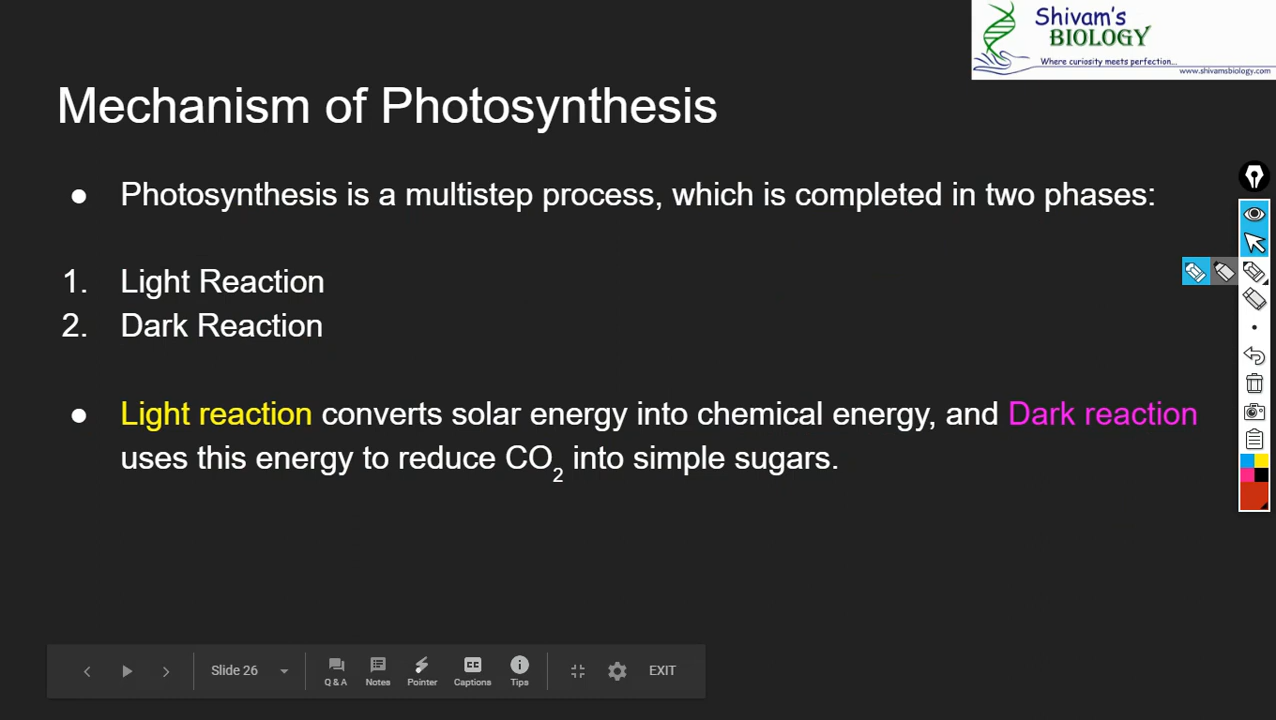 Shivam's
BIOLOGY
Where curiosity meets perfection...
www.shivamsbiology.com
Mechanism of Photosynthesis
● Photosynthesis is a multistep process, which is completed in two phases:
1. Light Reaction
2. Dark Reaction
● Light reaction converts solar energy into chemical energy, and Dark reaction
uses this energy to reduce CO₂ into simple sugars.
Slide 26
Q & A
Notes
Pointer
CC
Captions
Tips
EXIT